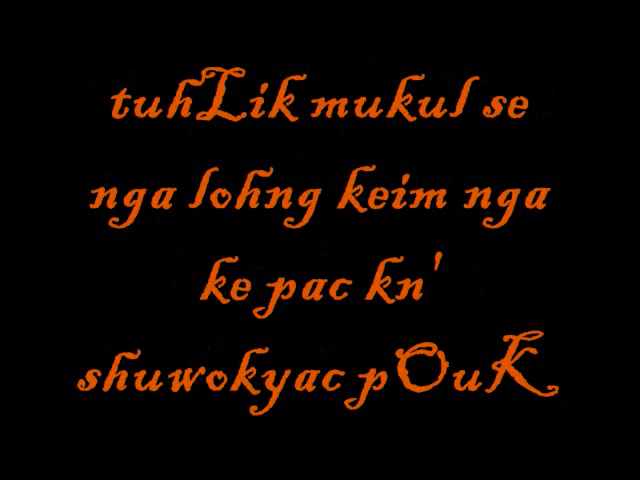 tuhLik mukul se
nga lohng keim nga
ke pac kn'
shuwokyac pOuK